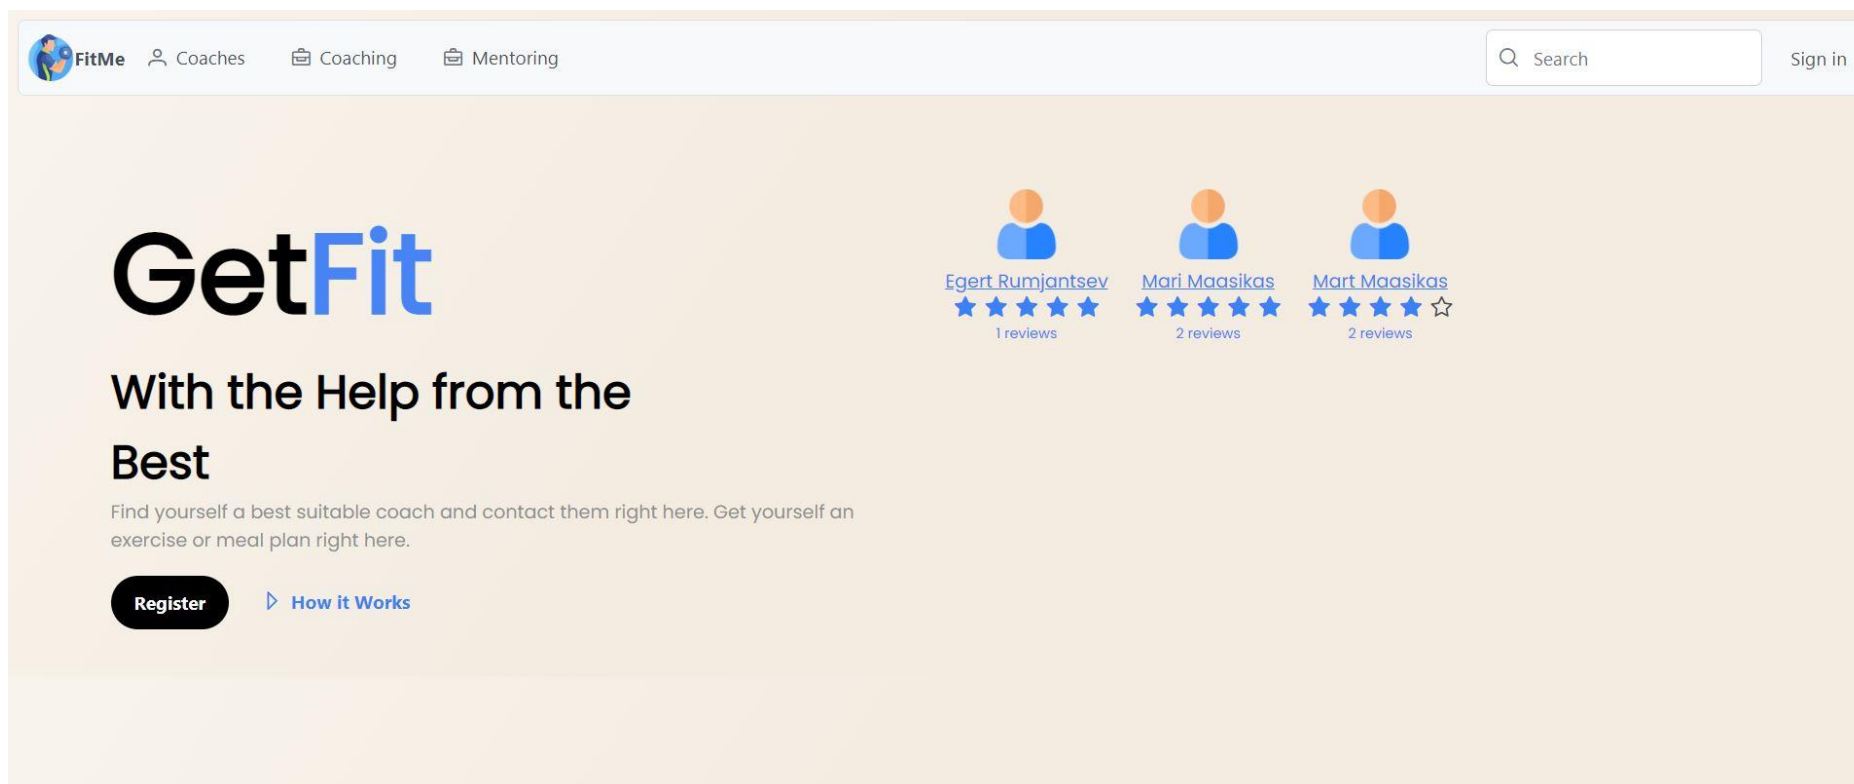 FitMe Coaches Coaching Mentoring Search Sign in
GetFit
With the Help from the
Best
Find yourself a best suitable coach and contact them right here. Get yourself an
exercise or meal plan right here.
Register How it Works
Egert Rumjantsev Mari Maasikas Mart Maasikas
1 reviews 2 reviews 2 reviews